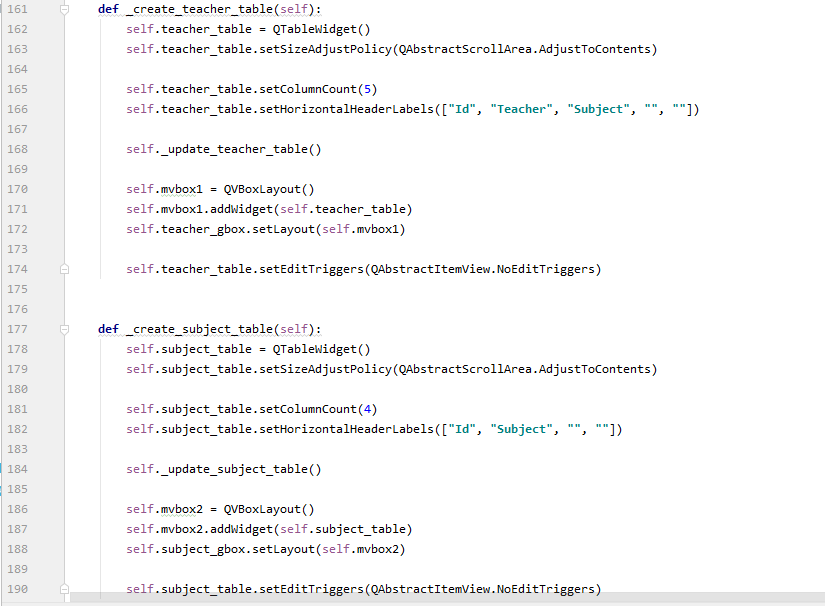 161 def _create_teacher_table(self):
162 self.teacher_table = QTableWidget()
163 self.teacher_table.setSizeAdjustPolicy(QAbstractScrollArea.AdjustToContents)
164
165 self.teacher_table.setColumnCount(5)
166 self.teacher_table.setHorizontalHeaderLabels(["Id", "Teacher", "Subject", "", ""])
167
168 self._update_teacher_table()
169
170 self.mvbox1 = QVBoxLayout()
171 self.mvbox1.addWidget(self.teacher_table)
172 self.teacher_gbox.setLayout(self.mvbox1)
173
174 self.teacher_table.setEditTriggers(QAbstractItemView.NoEditTriggers)
175
176
177 def _create_subject_table(self):
178 self.subject_table = QTableWidget()
179 self.subject_table.setSizeAdjustPolicy(QAbstractScrollArea.AdjustToContents)
180
181 self.subject_table.setColumnCount(4)
182 self.subject_table.setHorizontalHeaderLabels(["Id", "Subject", "", ""])
183
184 self._update_subject_table()
185
186 self.mvbox2 = QVBoxLayout()
187 self.mvbox2.addWidget(self.subject_table)
188 self.subject_gbox.setLayout(self.mvbox2)
189
190 self.subject_table.setEditTriggers(QAbstractItemView.NoEditTriggers)